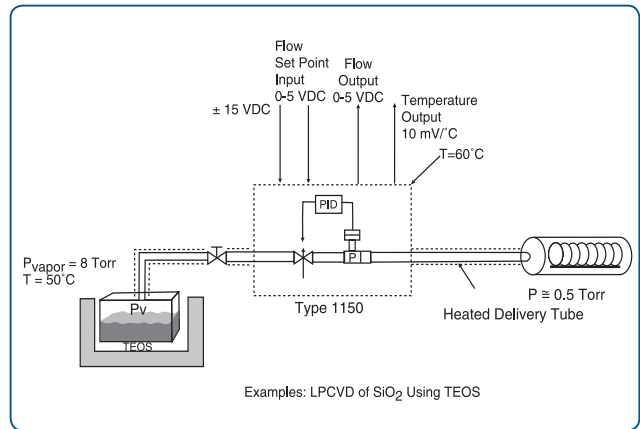 Flow
Set Point
Input
0-5 VDC
Flow
Output
0-5 VDC
± 15 VDC
Temperature
Output
10 mV/˚C
T=60˚C
PID
P I
Pvapor = 8 Torr
T = 50˚C
Pv
TEOS
Type 1150
P ≅ 0.5 Torr
Heated Delivery Tube
Examples: LPCVD of SiO2 Using TEOS